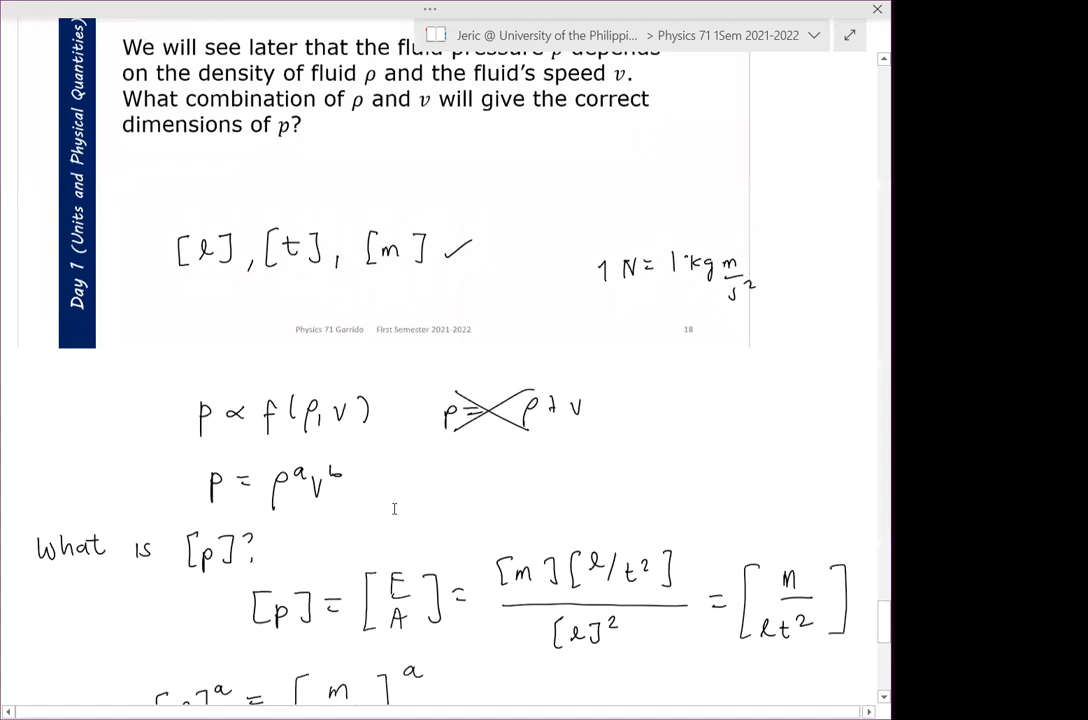 Jeric @ University of the Philippi... > Physics 71 1Sem 2021-2022
Day 1 (Units and Physical Quantities)
We will see later that the fluid pressure p depends
on the density of fluid ρ and the fluid's speed v.
What combination of ρ and v will give the correct
dimensions of p?
[l], [t], [m] ✓
1 N = 1 kg m/s²
Physics 71 Garrido First Semester 2021-2022 18
p ∝ f(ρ, v) p = ρ + v
p = ρ^a v^b
What is [p]?
[p] = [F/A] = [m][l/t²]/[l]² = [m/lt²]
]^a = [ m ]^a